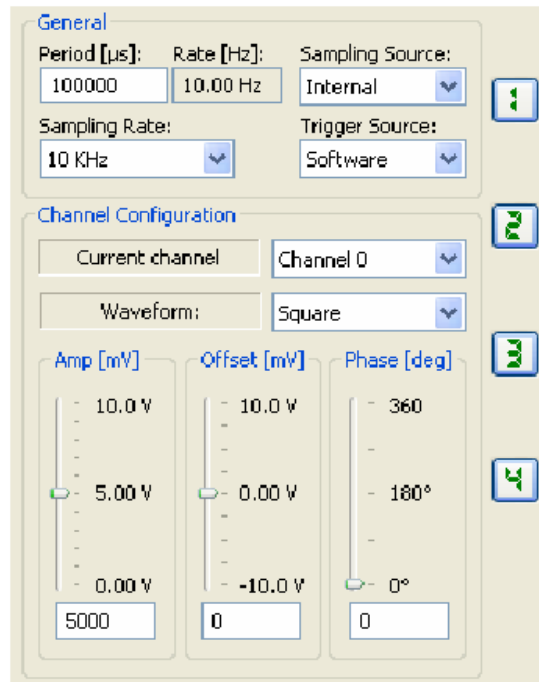 General
Period [µs]: Rate [Hz]: Sampling Source:
100000 10.00 Hz Internal
1
Sampling Rate: Trigger Source:
10 KHz Software
Channel Configuration
2
Current channel Channel 0
Waveform: Square
3
Amp [mV] Offset [mV] Phase [deg]
10.0 V 10.0 V 360
4
5.00 V 0.00 V 180°
0.00 V -10.0 V 0°
5000 0 0